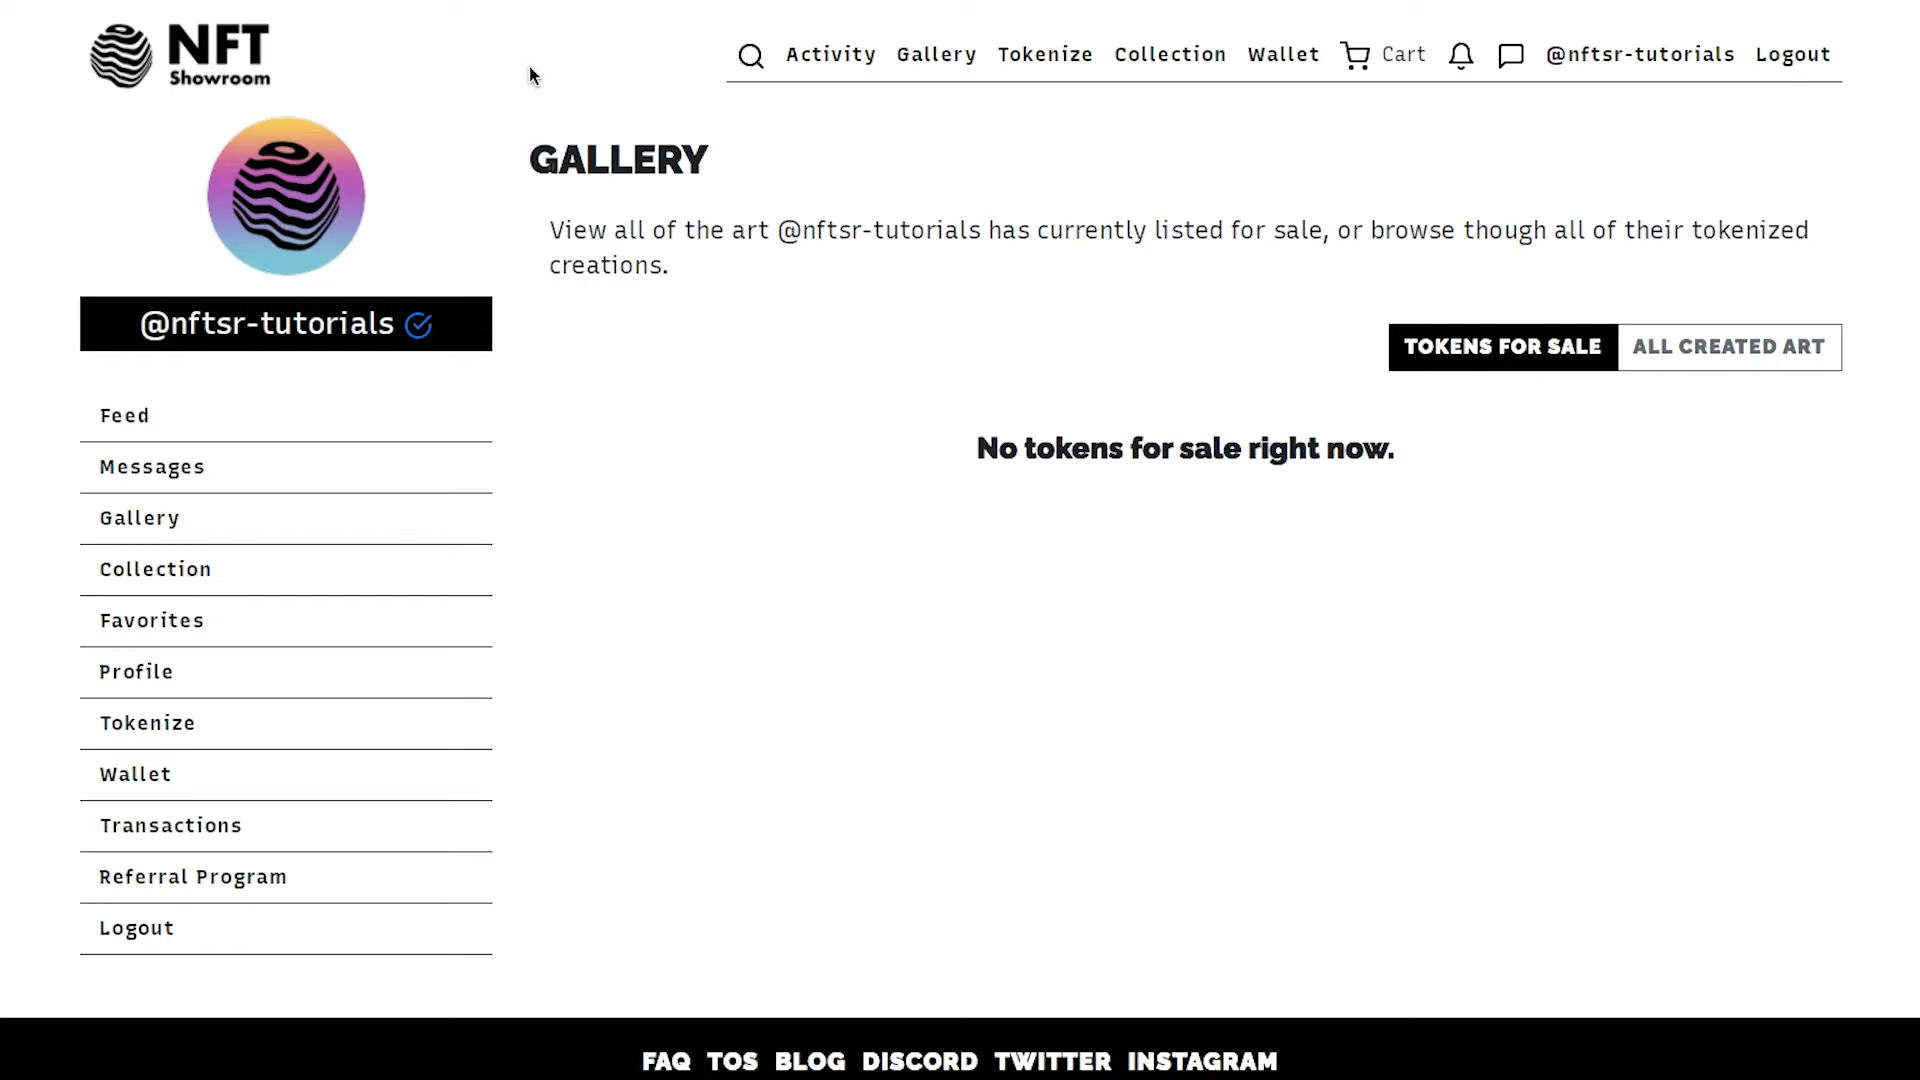 NFT
Showroom
Activity Gallery Tokenize Collection Wallet Cart @nftsr-tutorials Logout
@nftsr-tutorials
Feed
Messages
Gallery
Collection
Favorites
Profile
Tokenize
Wallet
Transactions
Referral Program
Logout
GALLERY
View all of the art @nftsr-tutorials has currently listed for sale, or browse though all of their tokenized
creations.
TOKENS FOR SALE ALL CREATED ART
No tokens for sale right now.
FAQ TOS BLOG DISCORD TWITTER INSTAGRAM